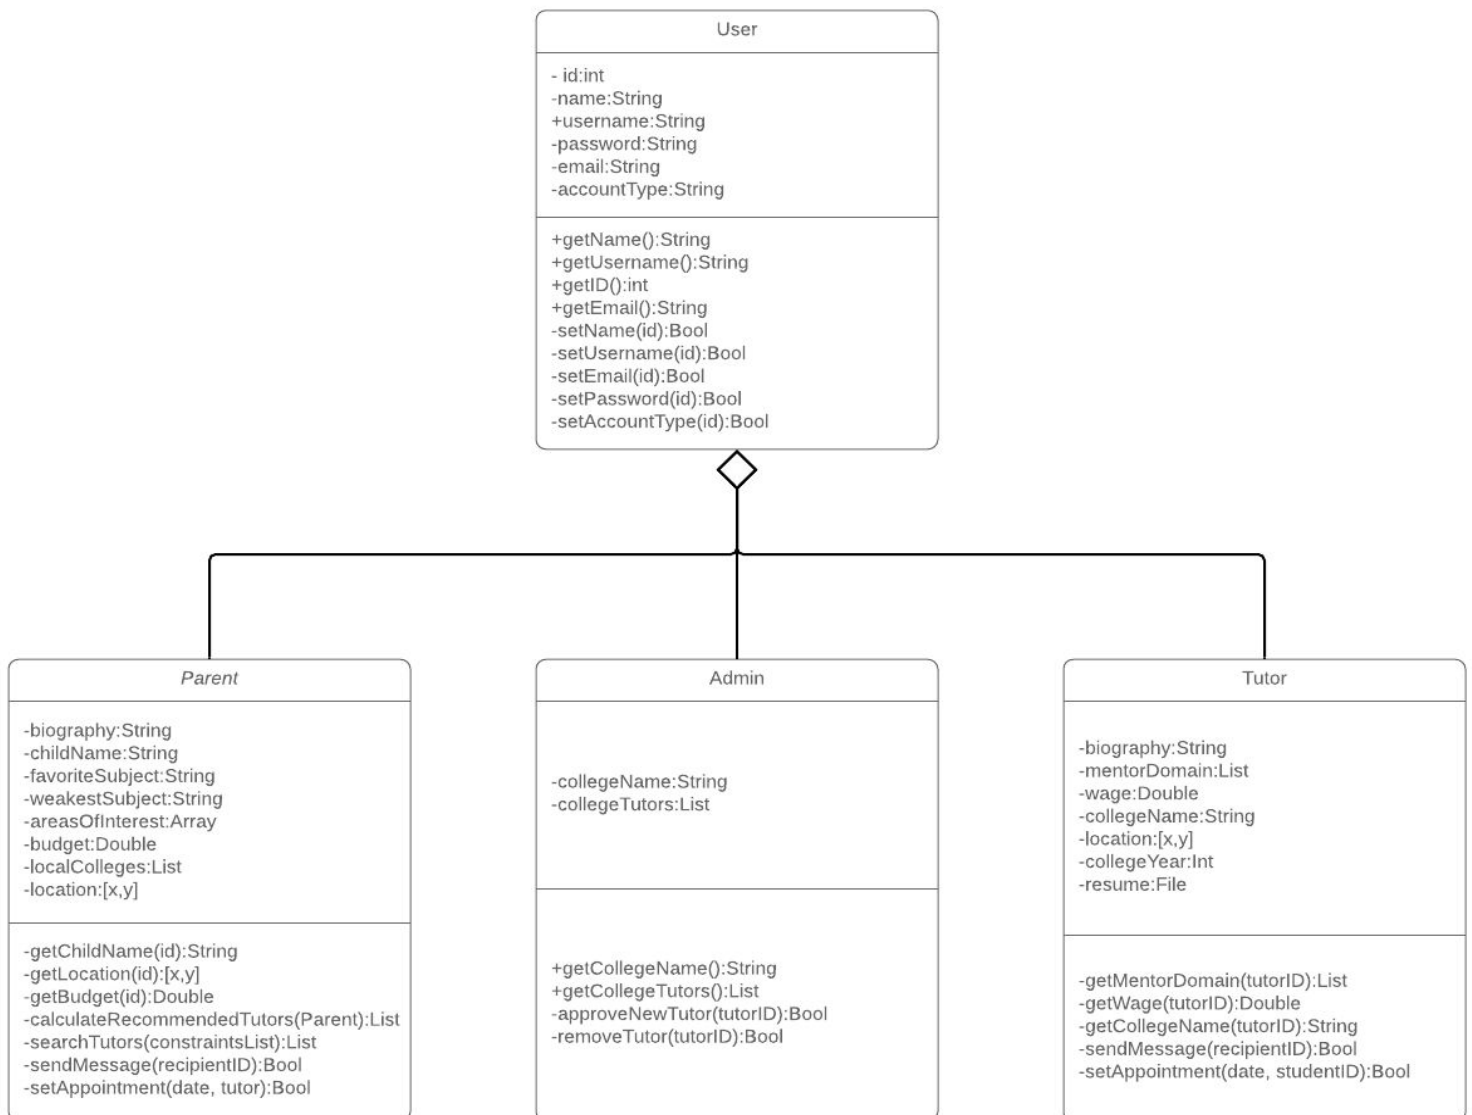 User
- id:int
-name:String
+username:String
-password:String
-email:String
-accountType:String
+getName():String
+getUsername():String
+getID():int
+getEmail():String
-setName(id):Bool
-setUsername(id):Bool
-setEmail(id):Bool
-setPassword(id):Bool
-setAccountType(id):Bool
Parent
-biography:String
-childName:String
-favoriteSubject:String
-weakestSubject:String
-areasOfInterest:Array
-budget:Double
-localColleges:List
-location:[x,y]
-getChildName(id):String
-getLocation(id):[x,y]
-getBudget(id):Double
-calculateRecommendedTutors(Parent):List
-searchTutors(constraintsList):List
-sendMessage(recipientID):Bool
-setAppointment(date, tutor):Bool
Admin
-collegeName:String
-collegeTutors:List
+getCollegeName():String
+getCollegeTutors():List
-approveNewTutor(tutorID):Bool
-removeTutor(tutorID):Bool
Tutor
-biography:String
-mentorDomain:List
-wage:Double
-collegeName:String
-location:[x,y]
-collegeYear:Int
-resume:File
-getMentorDomain(tutorID):List
-getWage(tutorID):Double
-getCollegeName(tutorID):String
-sendMessage(recipientID):Bool
-setAppointment(date, studentID):Bool